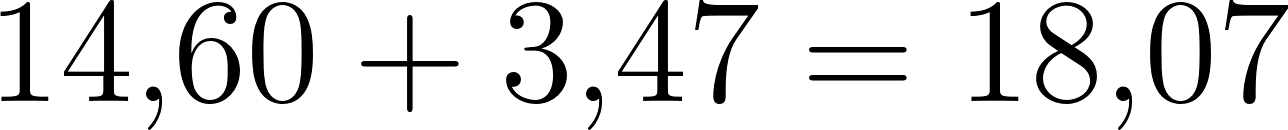 14,60 + 3,47 = 18,07